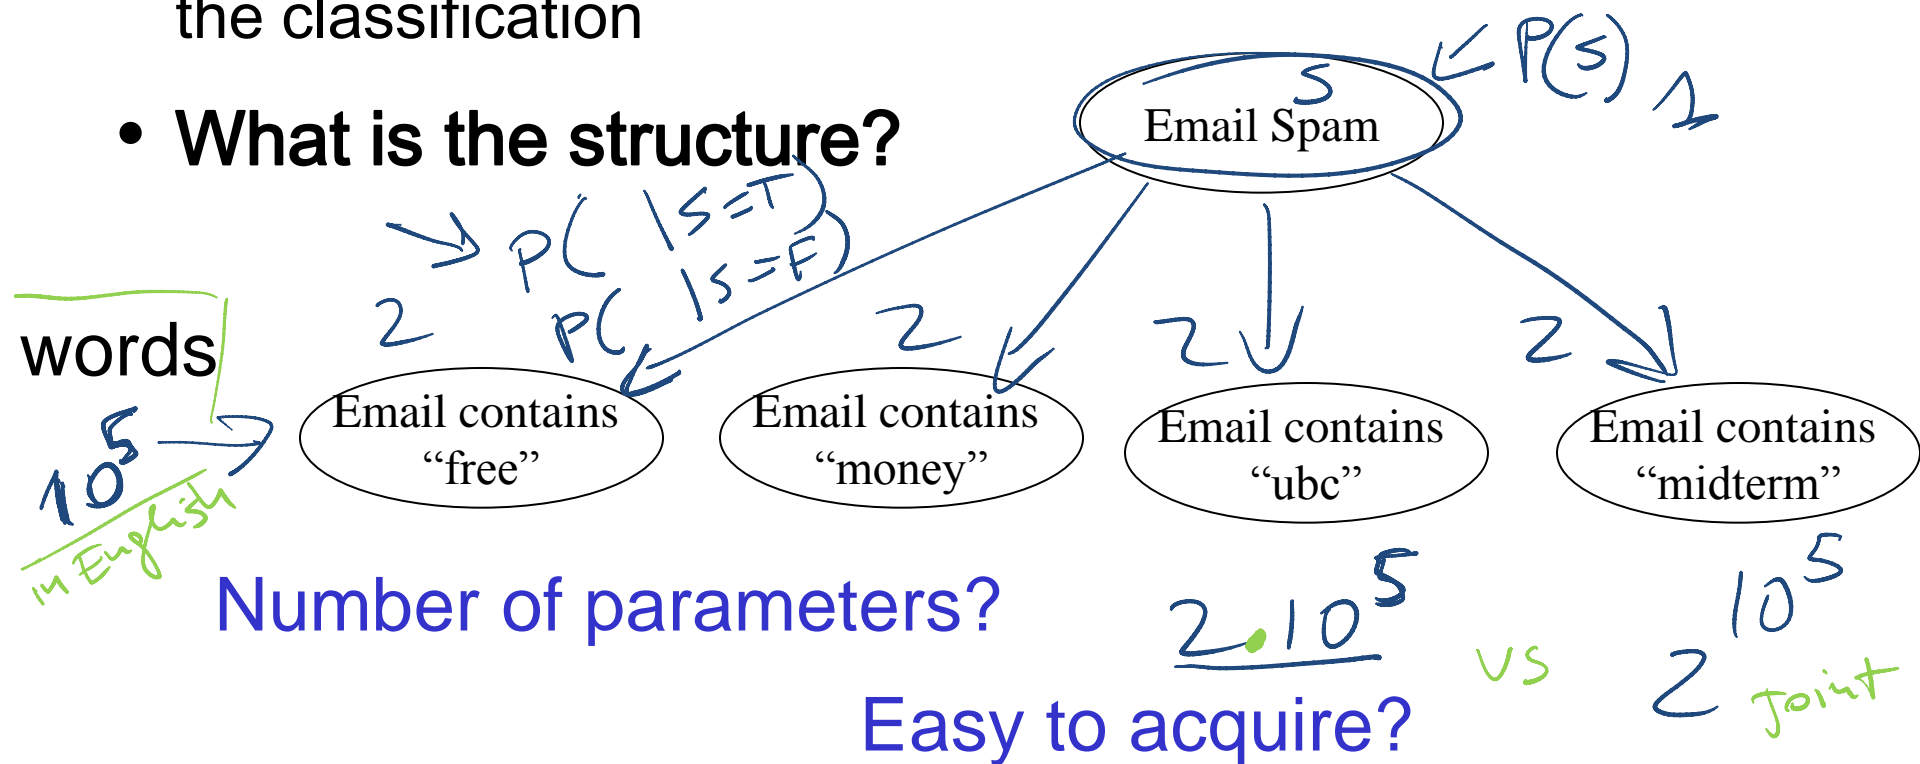 the classification
• What is the structure?
S
Email Spam
P(S) 1
P( | S=T)
P( | S=F)
2
2
2
2
words
10^5
in English
Email contains
“free”
Email contains
“money”
Email contains
“ubc”
Email contains
“midterm”
Number of parameters?
2.10^5
vs
2^10^5
Joint
Easy to acquire?